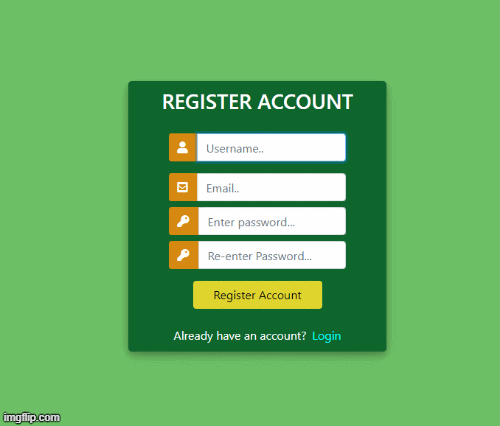 REGISTER ACCOUNT
Username..
Email..
Enter password...
Re-enter Password...
Register Account
Already have an account? Login
imgflip.com